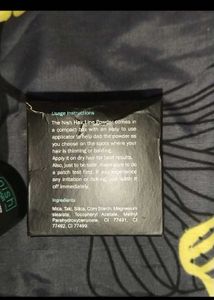 Usage Instructions
The Nish Hair Line Powder comes in
a compact box with an easy to use
applicator to help dab the powder as
you choose on the spots where your
hair is thinning or balding.
Apply it on dry hair for best results.
Also, just to be safe, make sure to do
a patch test first. If you experience
any irritation or itching, just wash it
off immediately.
Ingredients:
Mica, Talc, Silica, Corn Starch, Magnesium
stearate, Tocopheryl Acetate, Methyl
Parahydroxybenzoate, CI 77491, CI
77492, CI 77499.